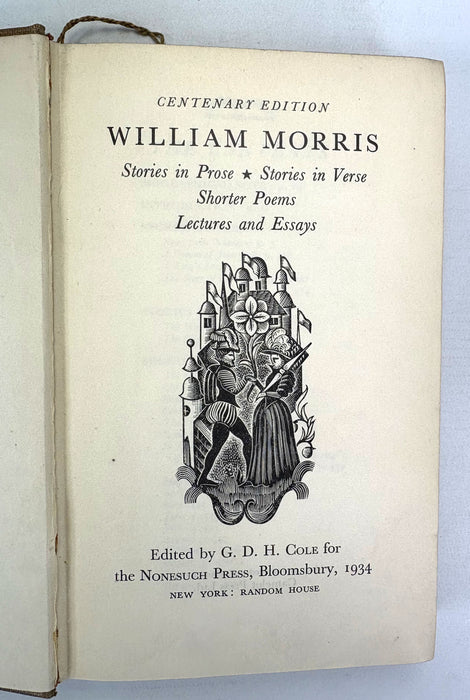 CENTENARY EDITION
WILLIAM MORRIS
Stories in Prose ★ Stories in Verse
Shorter Poems
Lectures and Essays
Edited by G. D. H. COLE for
the NONESUCH PRESS, Bloomsbury, 1934
NEW YORK: RANDOM HOUSE